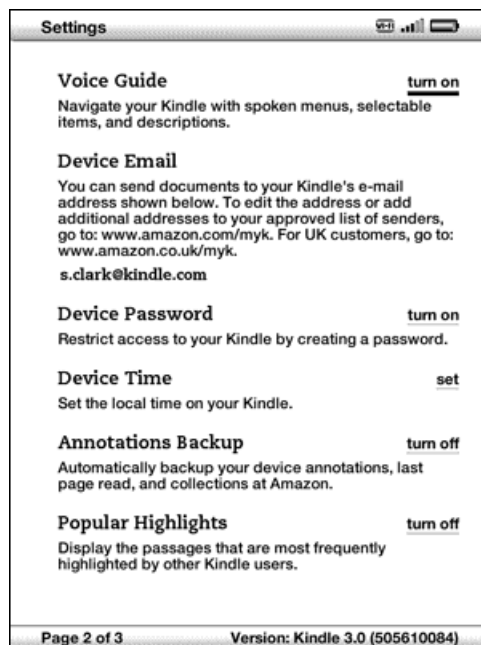 Settings
Wi-Fi
Voice Guide turn on
Navigate your Kindle with spoken menus, selectable
items, and descriptions.
Device Email
You can send documents to your Kindle's e-mail
address shown below. To edit the address or add
additional addresses to your approved list of senders,
go to: www.amazon.com/myk. For UK customers, go to:
www.amazon.co.uk/myk.
s.clark@kindle.com
Device Password turn on
Restrict access to your Kindle by creating a password.
Device Time set
Set the local time on your Kindle.
Annotations Backup turn off
Automatically backup your device annotations, last
page read, and collections at Amazon.
Popular Highlights turn off
Display the passages that are most frequently
highlighted by other Kindle users.
Page 2 of 3 Version: Kindle 3.0 (505610084)